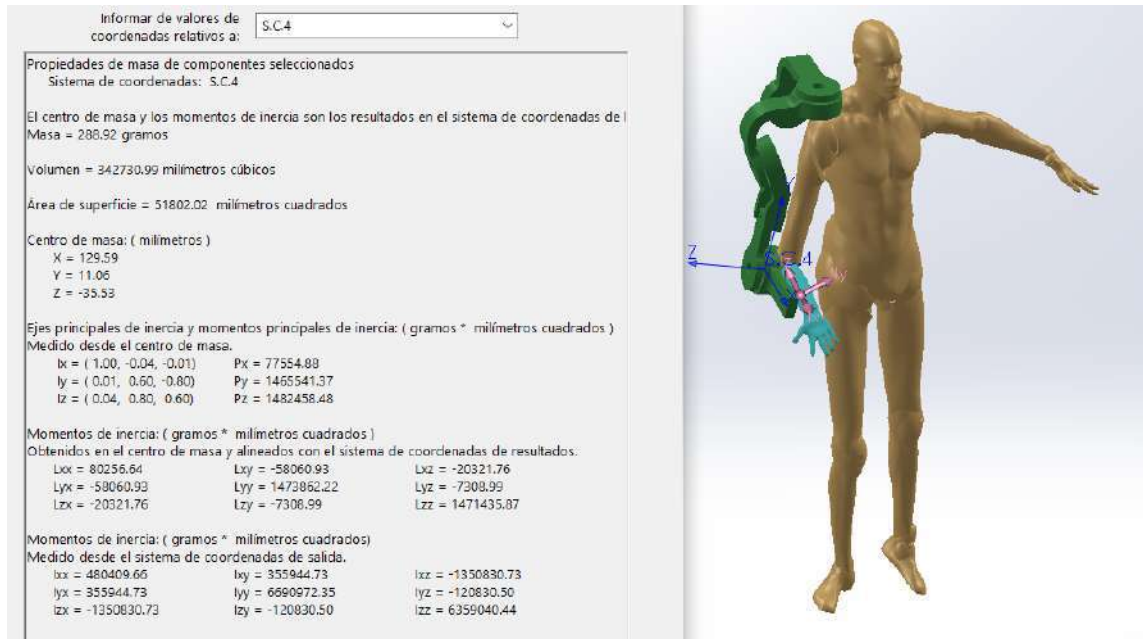 Informar de valores de
coordenadas relativos a:
S.C.4
Propiedades de masa de componentes seleccionados
Sistema de coordenadas: S.C.4
El centro de masa y los momentos de inercia son los resultados en el sistema de coordenadas de l
Masa = 288.92 gramos
Volumen = 342730.99 milímetros cúbicos
Área de superficie = 51802.02 milímetros cuadrados
Centro de masa: ( milímetros )
X = 129.59
Y = 11.06
Z = -35.53
Ejes principales de inercia y momentos principales de inercia: ( gramos * milímetros cuadrados )
Medido desde el centro de masa.
Ix = ( 1.00, -0.04, -0.01) Px = 77554.88
Iy = ( 0.01, 0.60, -0.80) Py = 1465541.37
Iz = ( 0.04, 0.80, 0.60) Pz = 1482458.48
Momentos de inercia: ( gramos * milímetros cuadrados )
Obtenidos en el centro de masa y alineados con el sistema de coordenadas de resultados.
Lxx = 80256.64 Lxy = -58060.93 Lxz = -20321.76
Lyx = -58060.93 Lyy = 1473862.22 Lyz = -7308.99
Lzx = -20321.76 Lzy = -7308.99 Lzz = 1471435.87
Momentos de inercia: ( gramos * milímetros cuadrados)
Medido desde el sistema de coordenadas de salida.
Ixx = 480409.66 Ixy = 355944.73 Ixz = -1350830.73
Iyx = 355944.73 Iyy = 6690972.35 Iyz = -120830.50
Izx = -1350830.73 Izy = -120830.50 Izz = 6359040.44
Y
Z
S.C.4
Iy